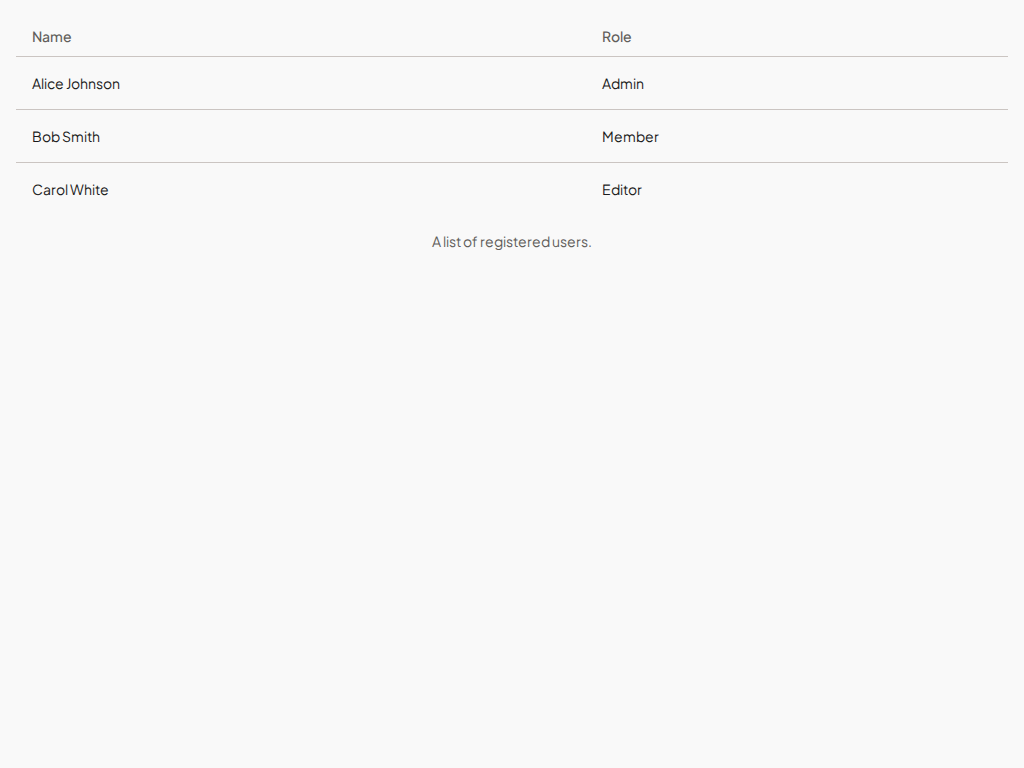 Name Role
Alice Johnson Admin
Bob Smith Member
Carol White Editor
A list of registered users.